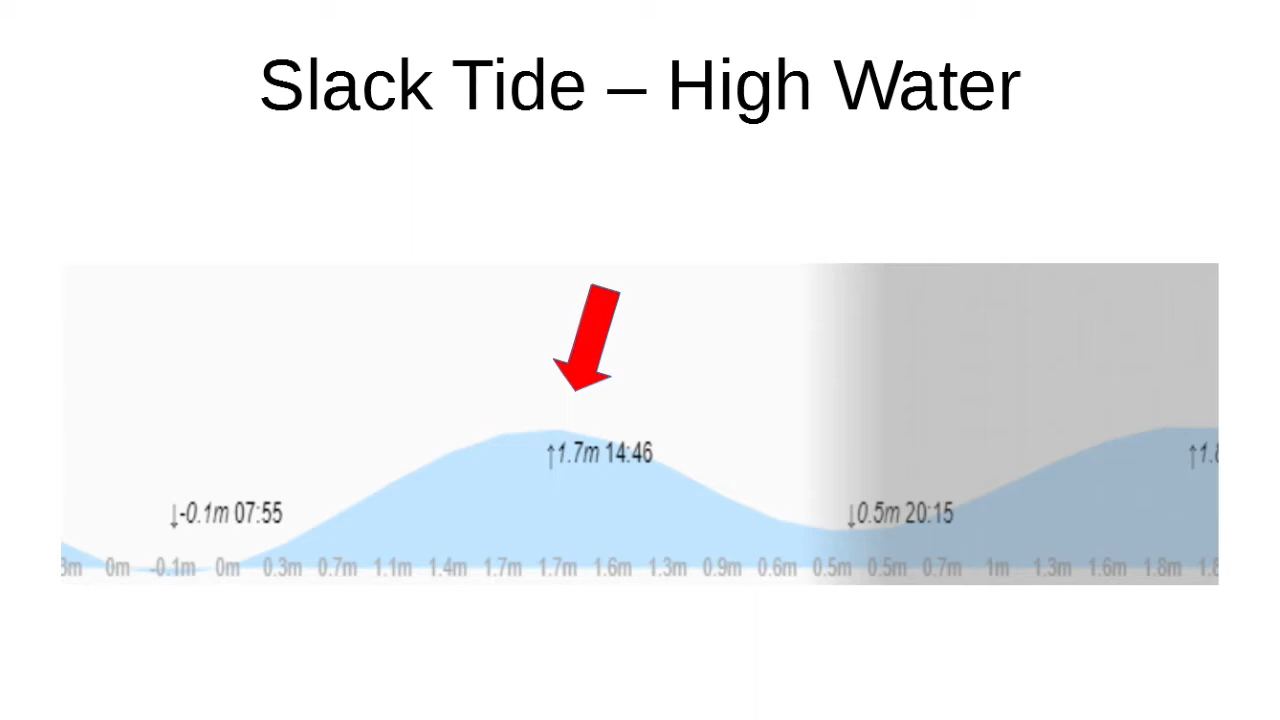 Slack Tide – High Water
↑1.7m 14:46
↓-0.1m 07:55
↓0.5m 20:15
0m -0.1m 0m 0.3m 0.7m 1.1m 1.4m 1.7m 1.7m 1.6m 1.3m 0.9m 0.6m 0.5m 0.5m 0.7m 1m 1.3m 1.6m 1.8m